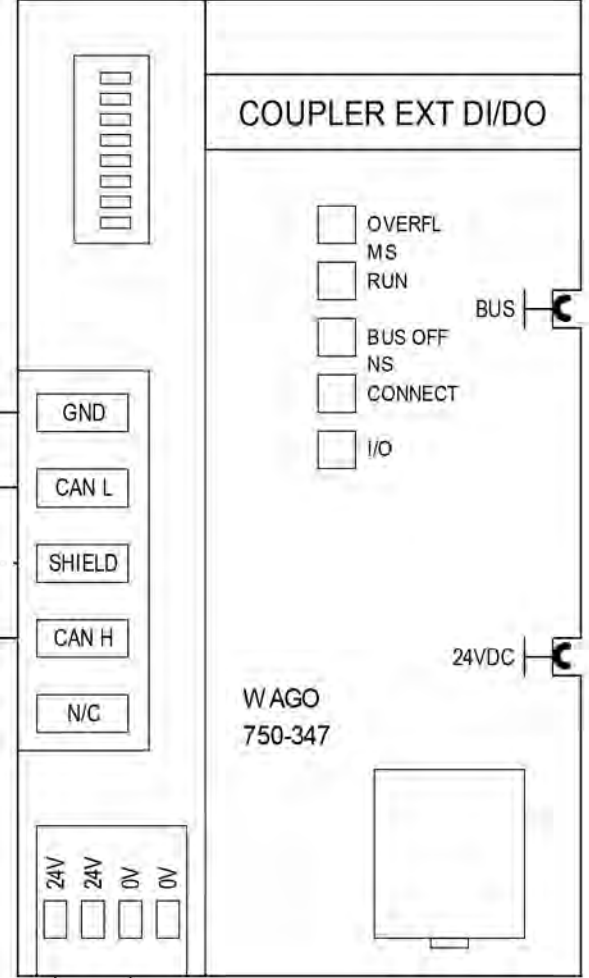 COUPLER EXT DI/DO
OVERFL
MS
RUN
BUS
BUS OFF
NS
CONNECT
I/O
GND
CAN L
SHIELD
CAN H
N/C
24VDC
WAGO
750-347
24V
24V
0V
0V